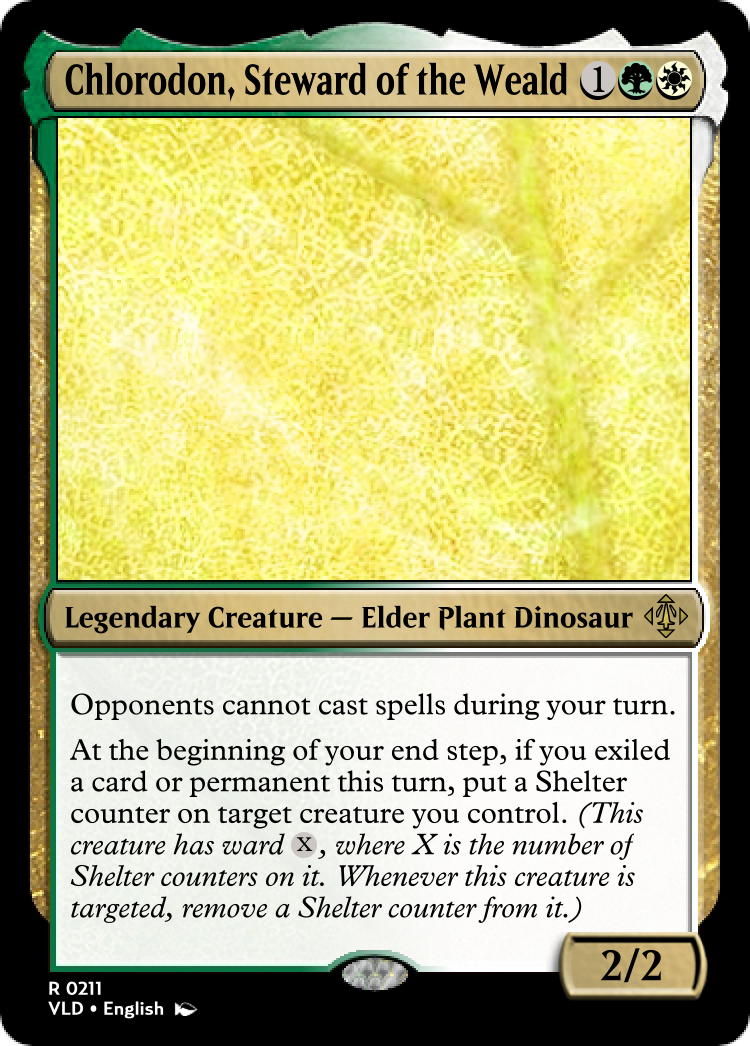 Chlorodon, Steward of the Weald 1
Legendary Creature — Elder Plant Dinosaur
Opponents cannot cast spells during your turn.
At the beginning of your end step, if you exiled
a card or permanent this turn, put a Shelter
counter on target creature you control. (This
creature has ward X, where X is the number of
Shelter counters on it. Whenever this creature is
targeted, remove a Shelter counter from it.)
2/2
R 0211
VLD • English